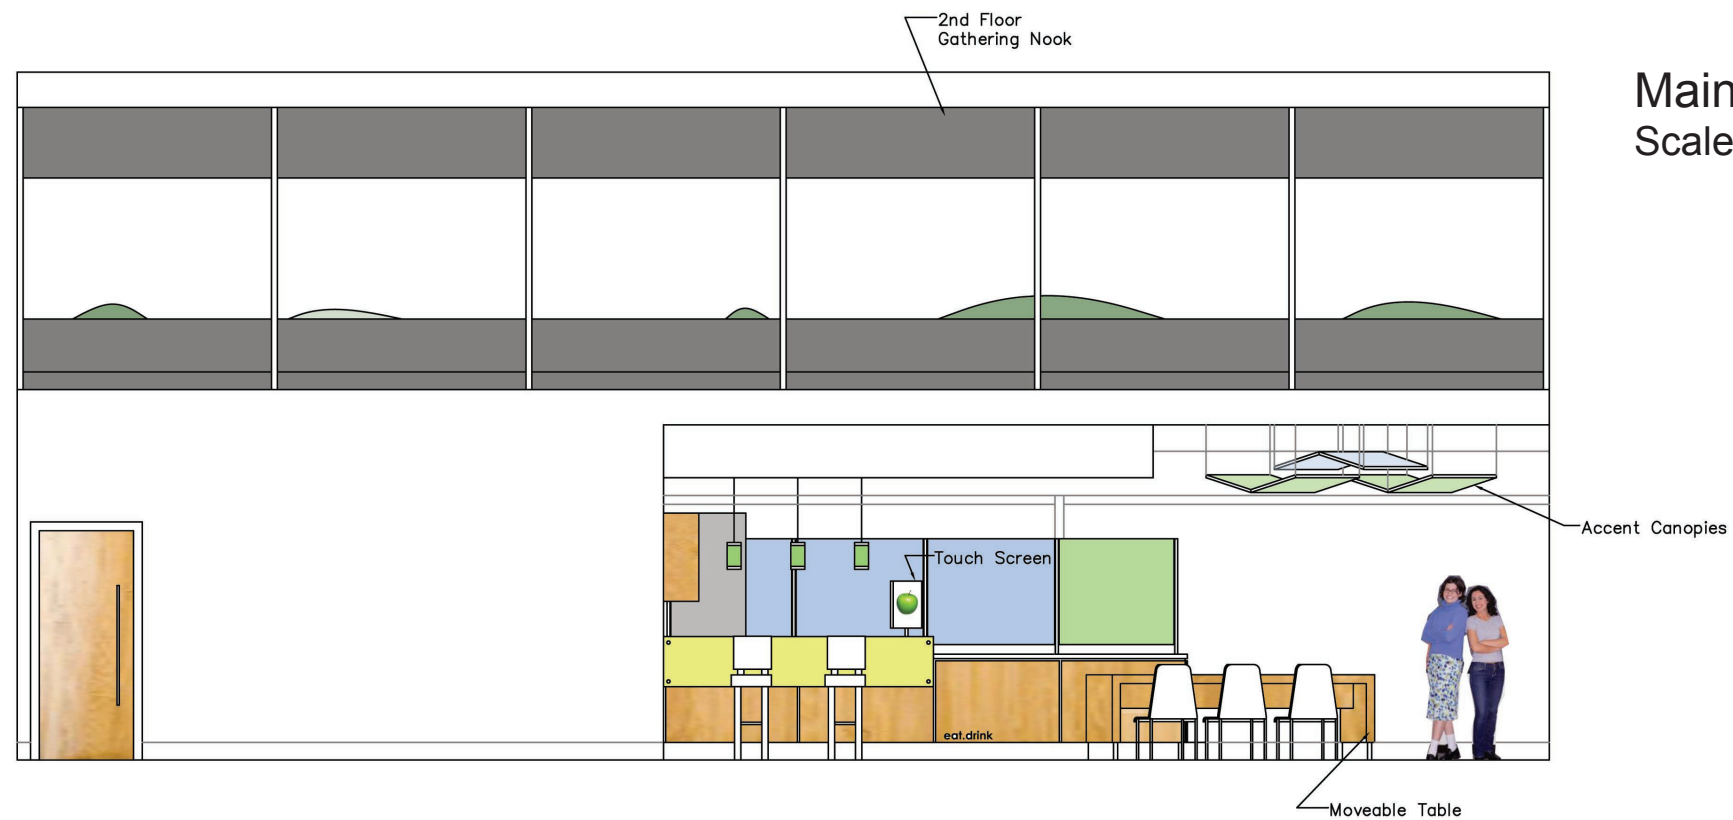 2nd Floor
Gathering Nook
Main
Scale
Accent Canopies
Touch Screen
eat.drink
Moveable Table